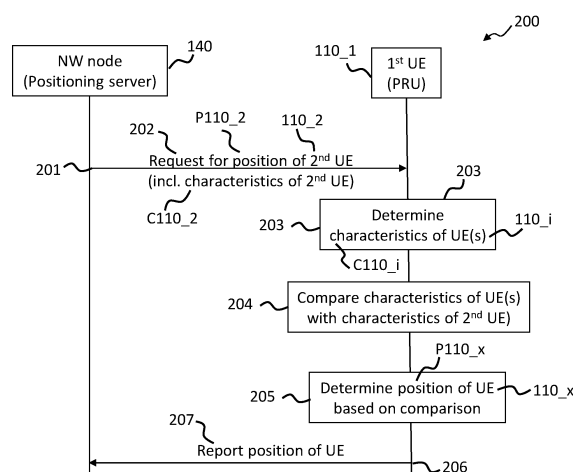 200
140
110_1
NW node
(Positioning server)
1st UE
(PRU)
P110_2
202
110_2
201
Request for position of 2nd UE
(incl. characteristics of 2nd UE)
C110_2
203
203
Determine
characteristics of UE(s)
110_i
C110_i
204
Compare characteristics of UE(s)
with characteristics of 2nd UE)
P110_x
205
Determine position of UE
based on comparison
110_x
207
Report position of UE
206